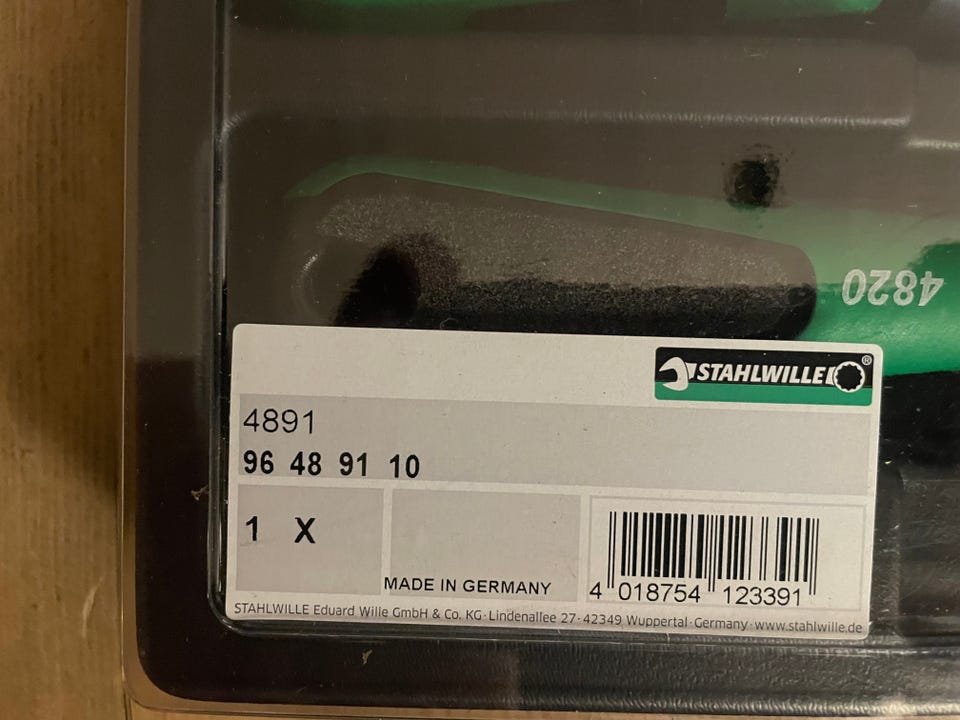 4820
STAHLWILLE®
4891
96 48 91 10
1 X
MADE IN GERMANY
4 018754 123391
STAHLWILLE Eduard Wille GmbH & Co. KG·Lindenallee 27·42349 Wuppertal·Germany·www.stahlwille.de